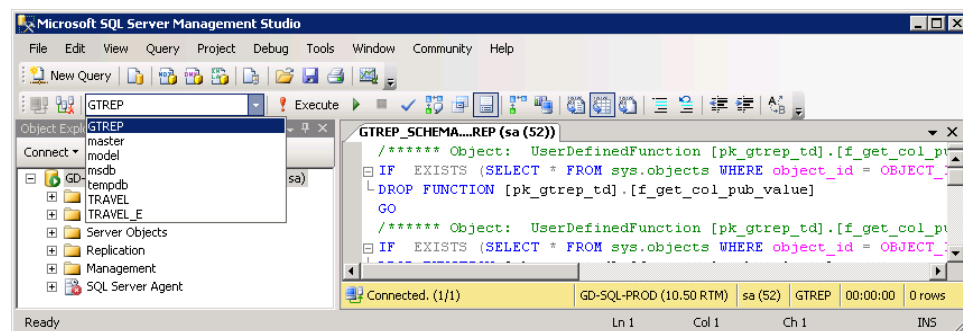 Microsoft SQL Server Management Studio
File Edit View Query Project Debug Tools Window Community Help
New Query
GTREP Execute
Object Expl
GTREP
master
model
msdb
tempdb
TRAVEL
TRAVEL_E
Connect
GD- sa)
Server Objects
Replication
Management
SQL Server Agent
GTREP_SCHEMA....REP (sa (52))
/****** Object: UserDefinedFunction [pk_gtrep_td].[f_get_col_pu
IF EXISTS (SELECT * FROM sys.objects WHERE object_id = OBJECT_
DROP FUNCTION [pk_gtrep_td].[f_get_col_pub_value]
GO
/****** Object: UserDefinedFunction [pk_gtrep_td].[f_get_col_pu
IF EXISTS (SELECT * FROM sys.objects WHERE object_id = OBJECT_
Connected. (1/1) GD-SQL-PROD (10.50 RTM) sa (52) GTREP 00:00:00 0 rows
Ready Ln 1 Col 1 Ch 1 INS